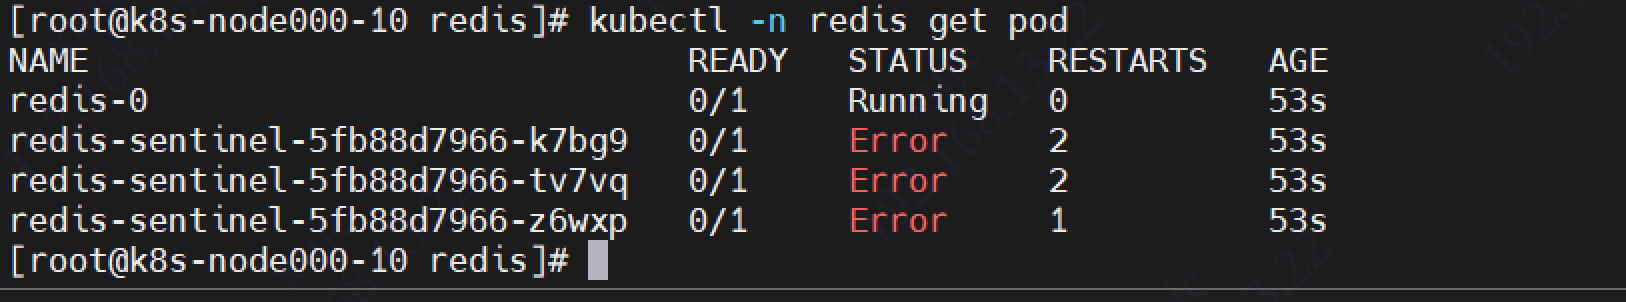 [root@k8s-node000-10 redis]# kubectl -n redis get pod
NAME READY STATUS RESTARTS AGE
redis-0 0/1 Running 0 53s
redis-sentinel-5fb88d7966-k7bg9 0/1 Error 2 53s
redis-sentinel-5fb88d7966-tv7vq 0/1 Error 2 53s
redis-sentinel-5fb88d7966-z6wxp 0/1 Error 1 53s
[root@k8s-node000-10 redis]#